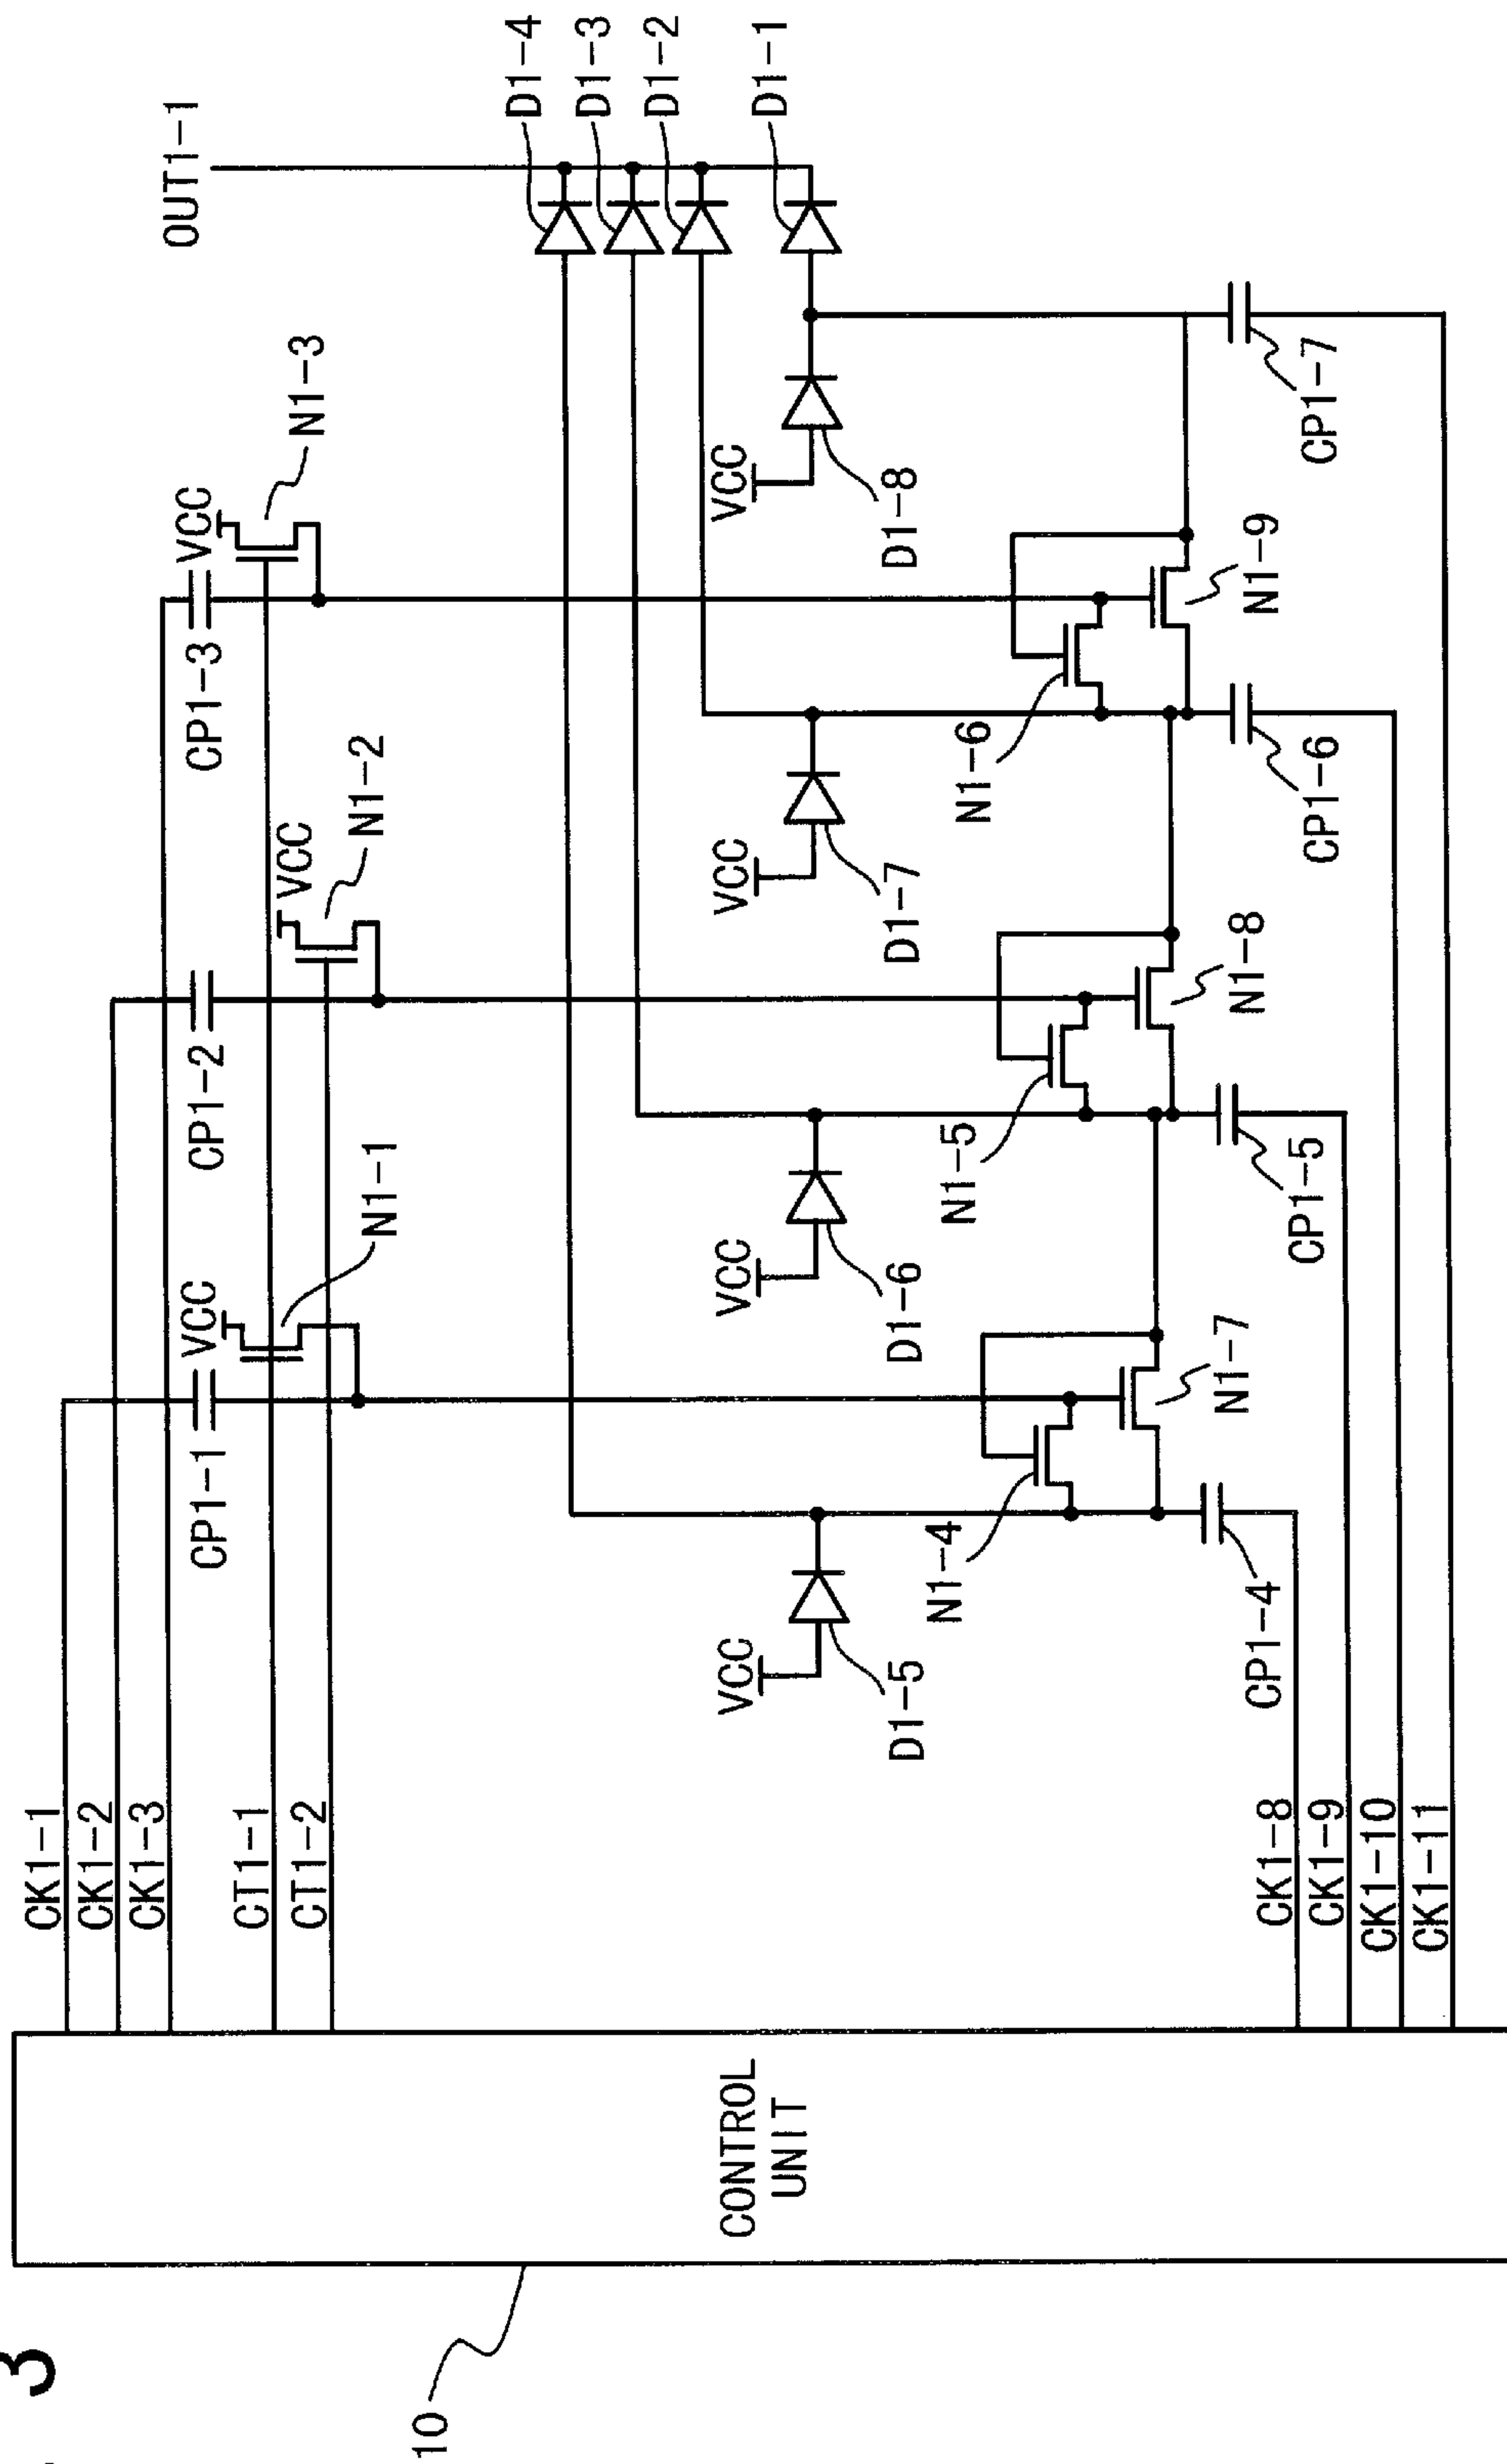 3
10
CONTROL
UNIT
CK1-1
CK1-2
CK1-3
CT1-1
CT1-2
CK1-8
CK1-9
CK1-10
CK1-11
CP1-1
VCC
N1-1
CP1-2
VCC
N1-2
CP1-3
VCC
N1-3
OUT1-1
D1-4
D1-3
D1-2
D1-1
VCC
D1-5
VCC
D1-6
VCC
D1-7
VCC
D1-8
N1-4
N1-7
CP1-4
N1-5
N1-8
CP1-5
N1-6
N1-9
CP1-6
CP1-7